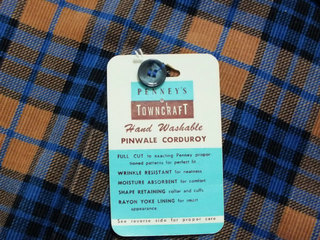 PENNEY'S
TOWNCRAFT
Hand Washable
PINWALE CORDUROY
FULL CUT to exacting Penney propor-
tioned patterns for perfect fit
WRINKLE RESISTANT for neatness
MOISTURE ABSORBENT for comfort
SHAPE RETAINING collar and cuffs
RAYON YOKE LINING for smart
appearance
See reverse side for proper care